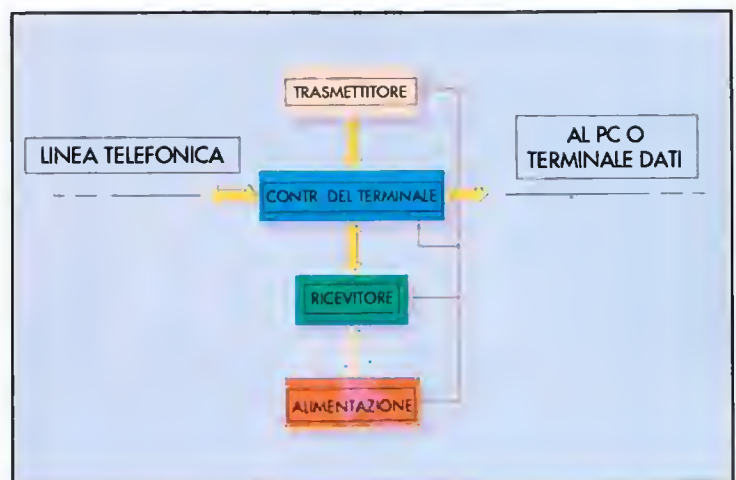 TRASMETTITORE
LINEA TELEFONICA
AL PC O
TERMINALE DATI
CONTR DEL TERMINALE
RICEVITORE
ALIMENTAZIONE